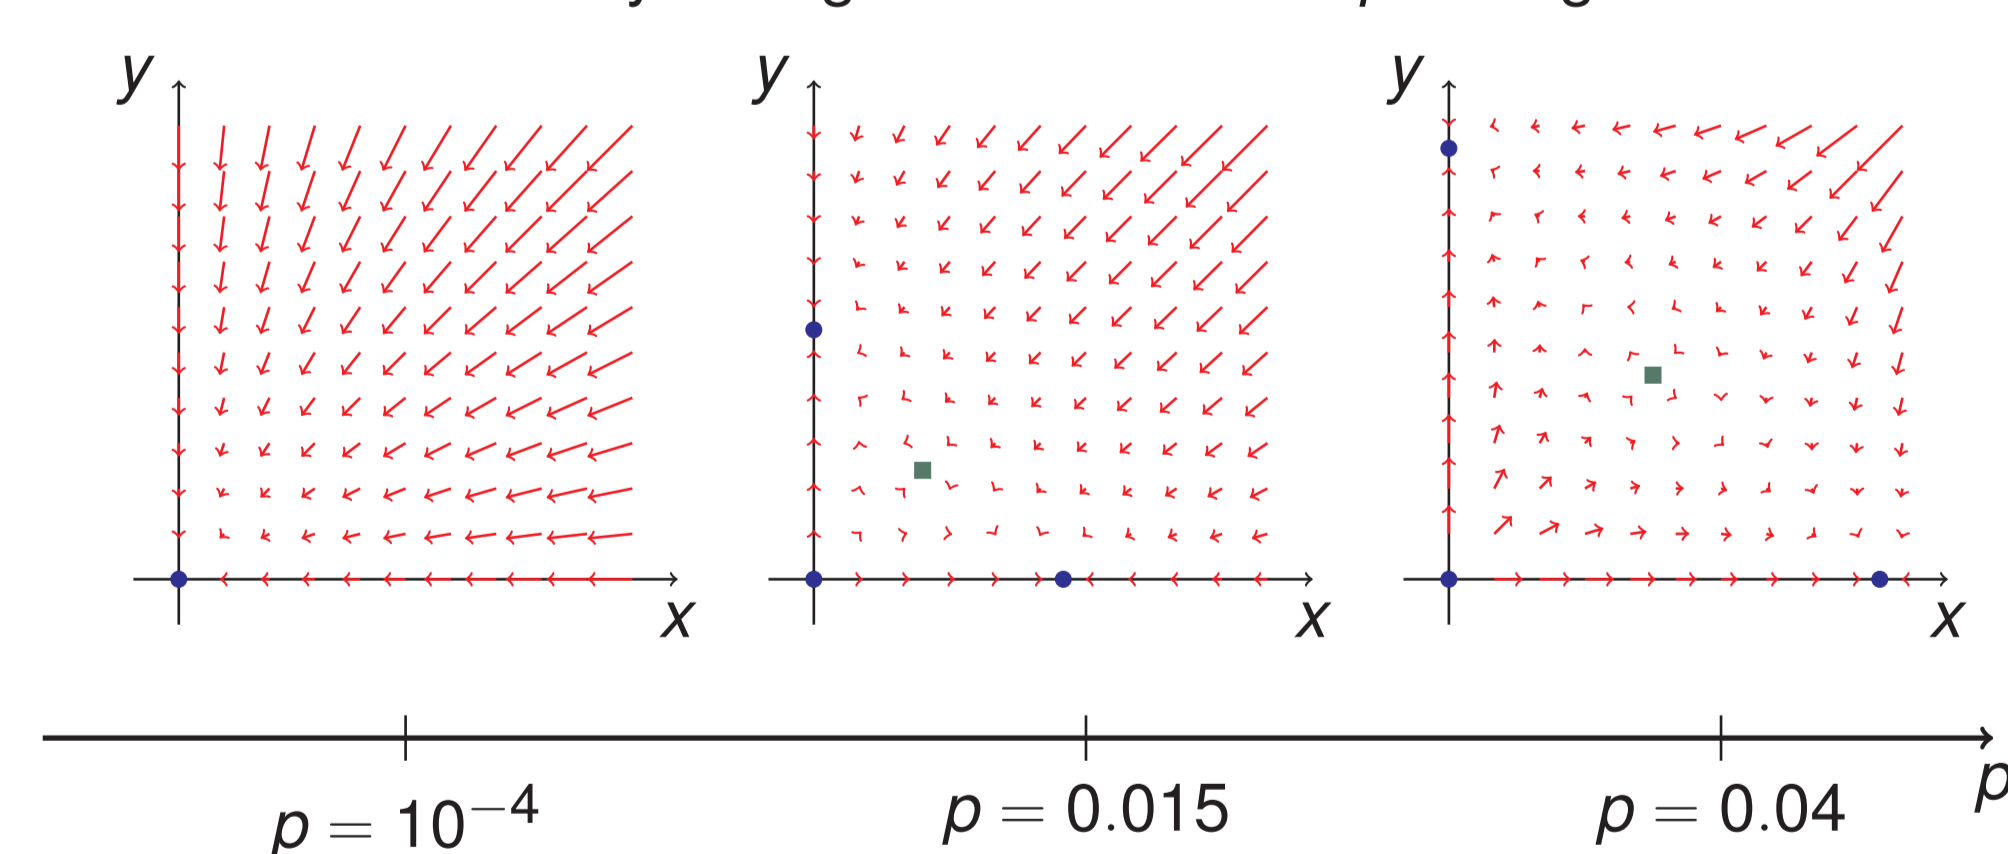 y y y
x x x
p = 10⁻⁴ p = 0.015 p = 0.04 p